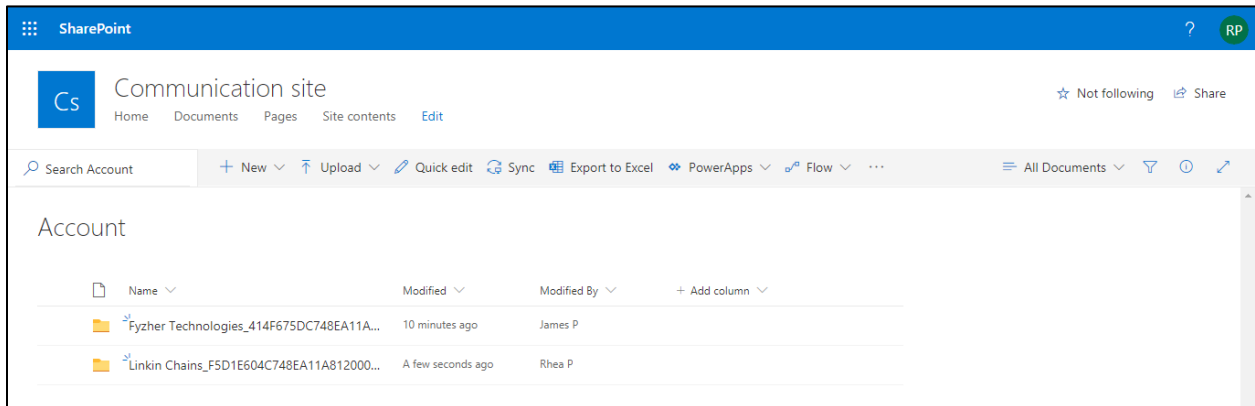 SharePoint ? RP
Cs Communication site
Home Documents Pages Site contents Edit
Not following Share
Search Account New Upload Quick edit Sync Export to Excel PowerApps Flow ··· All Documents
Account
Name Modified Modified By + Add column
Fyzher Technologies_414F675DC748EA11A... 10 minutes ago James P
Linkin Chains_F5D1E604C748EA11A812000... A few seconds ago Rhea P